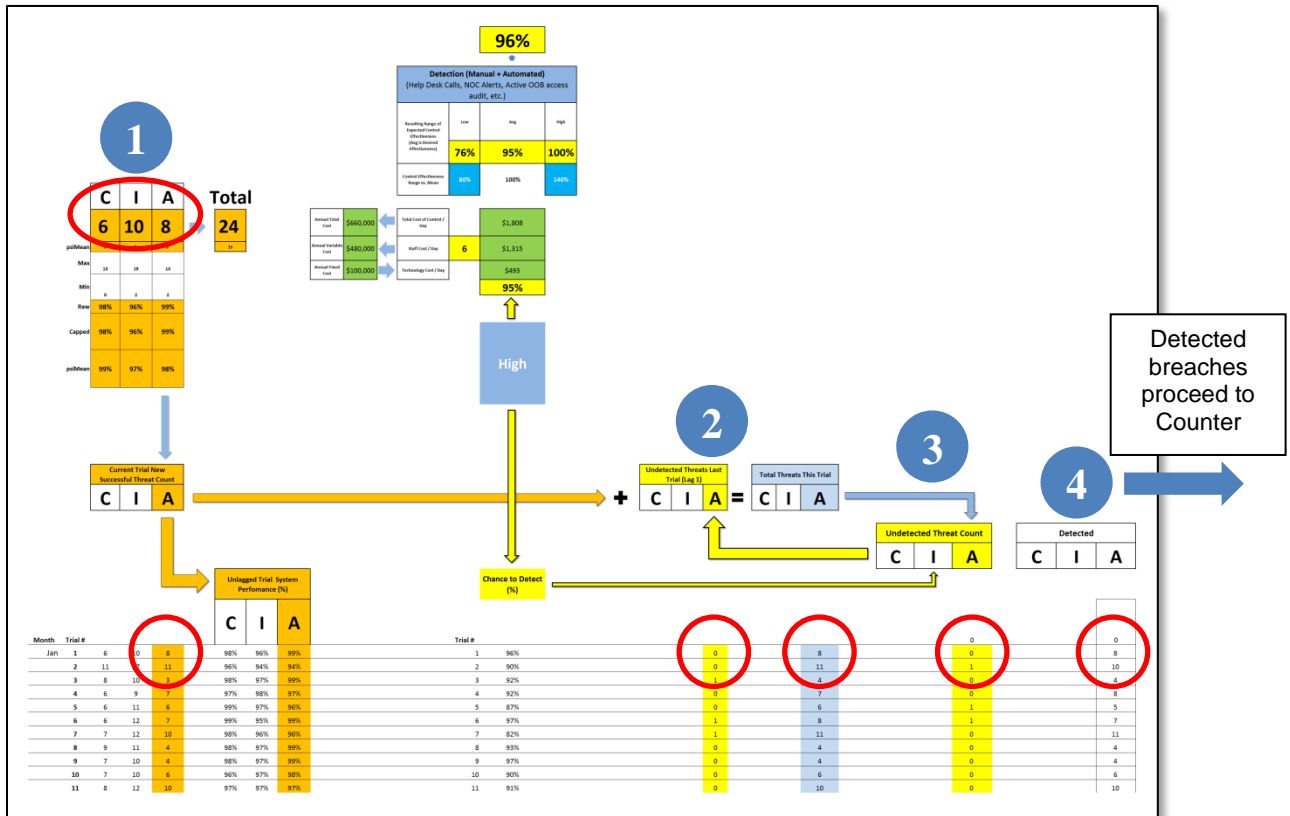 96%
Detection (Manual + Automated)
(Help Desk Calls, NOC Alerts, Active OOB access
audit, etc.)
Resulting Range of
Expected Control
Effectiveness
(Avg is Desired
Effectiveness)
Low Avg High
76% 95% 100%
Control Effectiveness
Range vs. Mean
80% 100% 140%
1
C I A Total
6 10 8 24
psiMean
Max 13 19 13
Min 0 2 2
Raw 98% 96% 99%
Capped 98% 96% 99%
psiMean 99% 97% 98%
Annual Total
Cost
$660,000
Total Cost of Control /
Day
$1,808
Annual Variable
Cost
$480,000
Staff Cost / Day
6
$1,315
Annual Fixed
Cost
$100,000
Technology Cost / Day
$493
95%
High
Detected
breaches
proceed to
Counter
2
3
4
Current Trial New
Successful Threat Count
C I A
+
Undetected Threats Last
Trial (Lag 1)
C I A
=
Total Threats This Trial
C I A
Undetected Threat Count
C I A
Detected
C I A
Unlagged Trial System
Perfomance (%)
C I A
Chance to Detect
(%)
Month Trial # Trial # 0 0
Jan 1 6 10 8 98% 96% 99% 1 96% 0 8 0 8
2 11 11 96% 94% 94% 2 90% 0 11 1 10
3 8 10 3 98% 97% 99% 3 92% 1 4 0 4
4 6 9 7 97% 98% 97% 4 92% 0 7 0 8
5 6 11 6 99% 97% 96% 5 87% 0 6 1 5
6 6 12 7 99% 95% 99% 6 97% 1 8 1 7
7 7 12 10 98% 96% 96% 7 82% 1 11 0 11
8 9 11 4 98% 97% 99% 8 93% 0 4 0 4
9 7 10 4 98% 97% 99% 9 97% 0 4 0 4
10 7 10 6 96% 97% 98% 10 90% 0 6 0 6
11 8 12 10 97% 97% 97% 11 91% 0 10 0 10